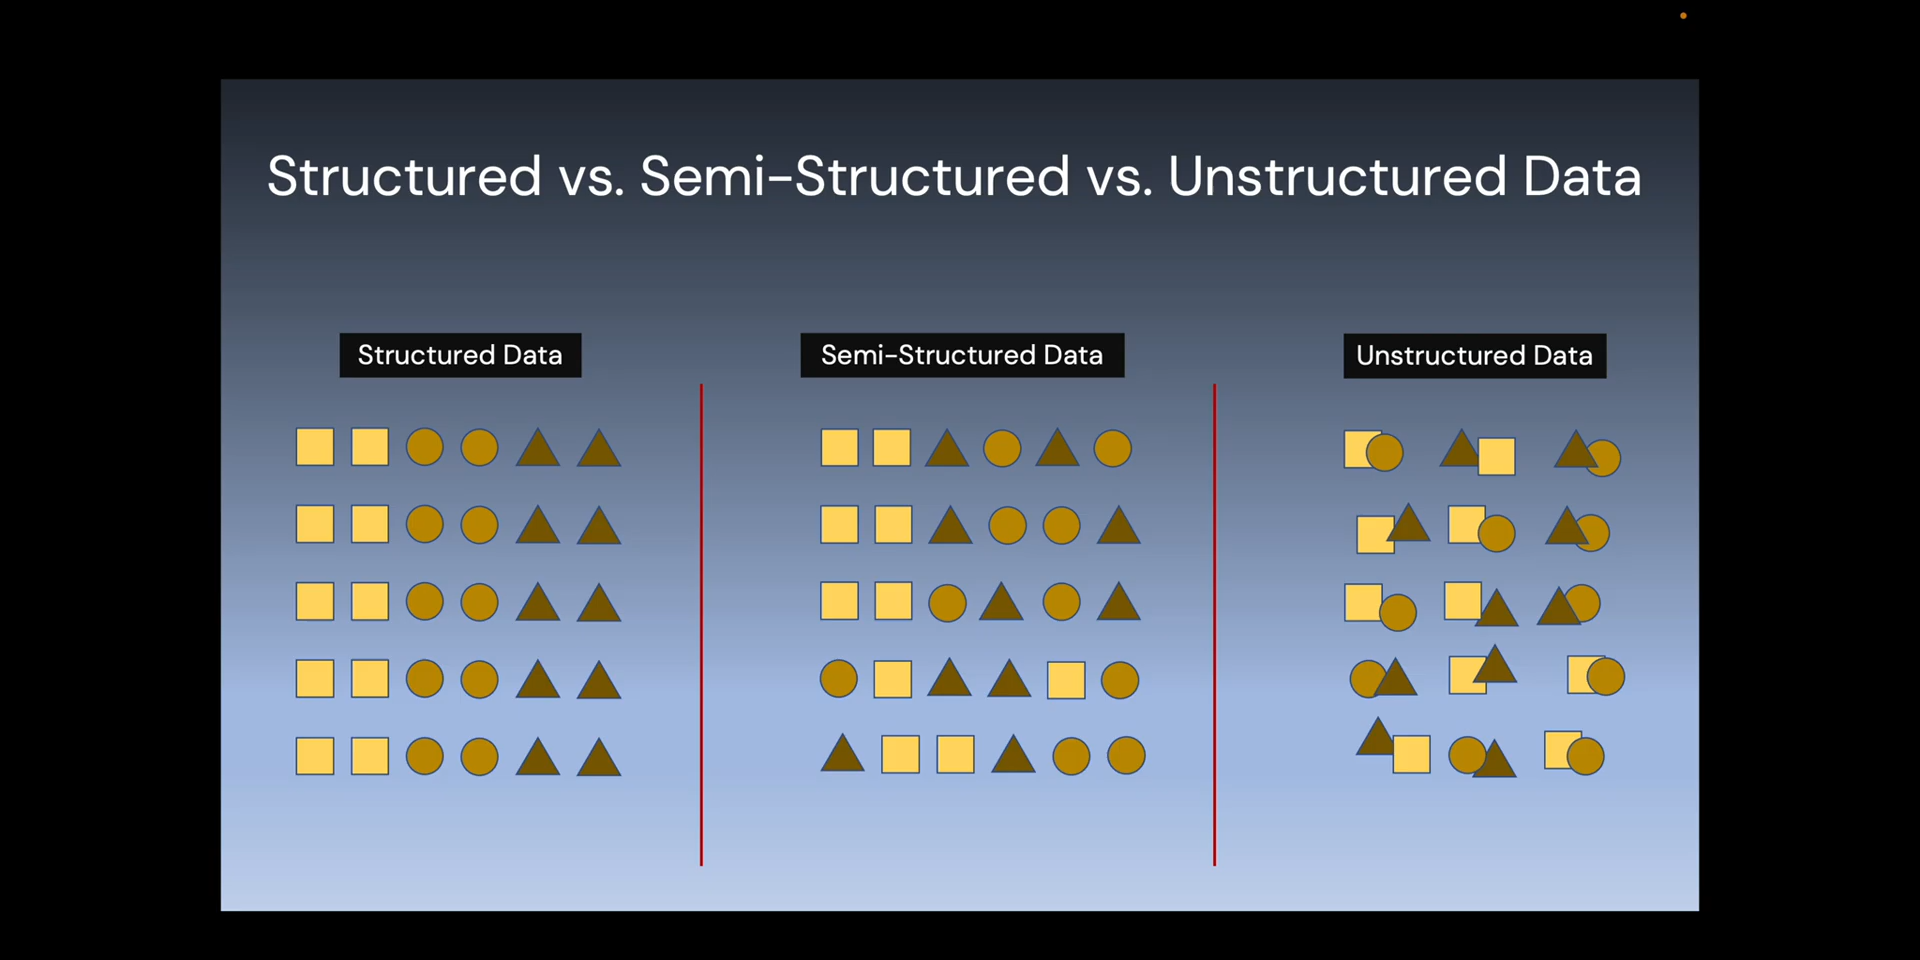 Structured vs. Semi-Structured vs. Unstructured Data
Structured Data
Semi-Structured Data
Unstructured Data